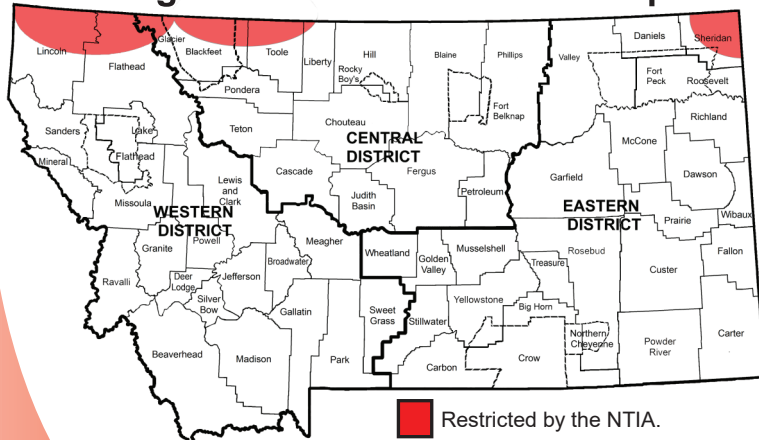 Lincoln
Flathead
Glacier
Blackfeet
Toole
Liberty
Hill
Rocky
Boy's
Blaine
Phillips
Valley
Daniels
Sheridan
Fort
Peck
Roosevelt
Pondera
Teton
Chouteau
Fort
Belknap
Richland
McCone
Sanders
Lake
Flathead
Mineral
Missoula
Lewis
and
Clark
Cascade
CENTRAL
DISTRICT
Fergus
Judith
Basin
Petroleum
Garfield
Dawson
Prairie
Wibaux
WESTERN
DISTRICT
EASTERN
DISTRICT
Powell
Granite
Ravalli
Deer
Lodge
Silver
Bow
Jefferson
Broadwater
Meagher
Gallatin
Wheatland
Golden
Valley
Musselshell
Treasure
Rosebud
Custer
Fallon
Sweet
Grass
Stillwater
Yellowstone
Big Horn
Northern
Cheyenne
Crow
Carbon
Powder
River
Carter
Beaverhead
Madison
Park
Restricted by the NTIA.